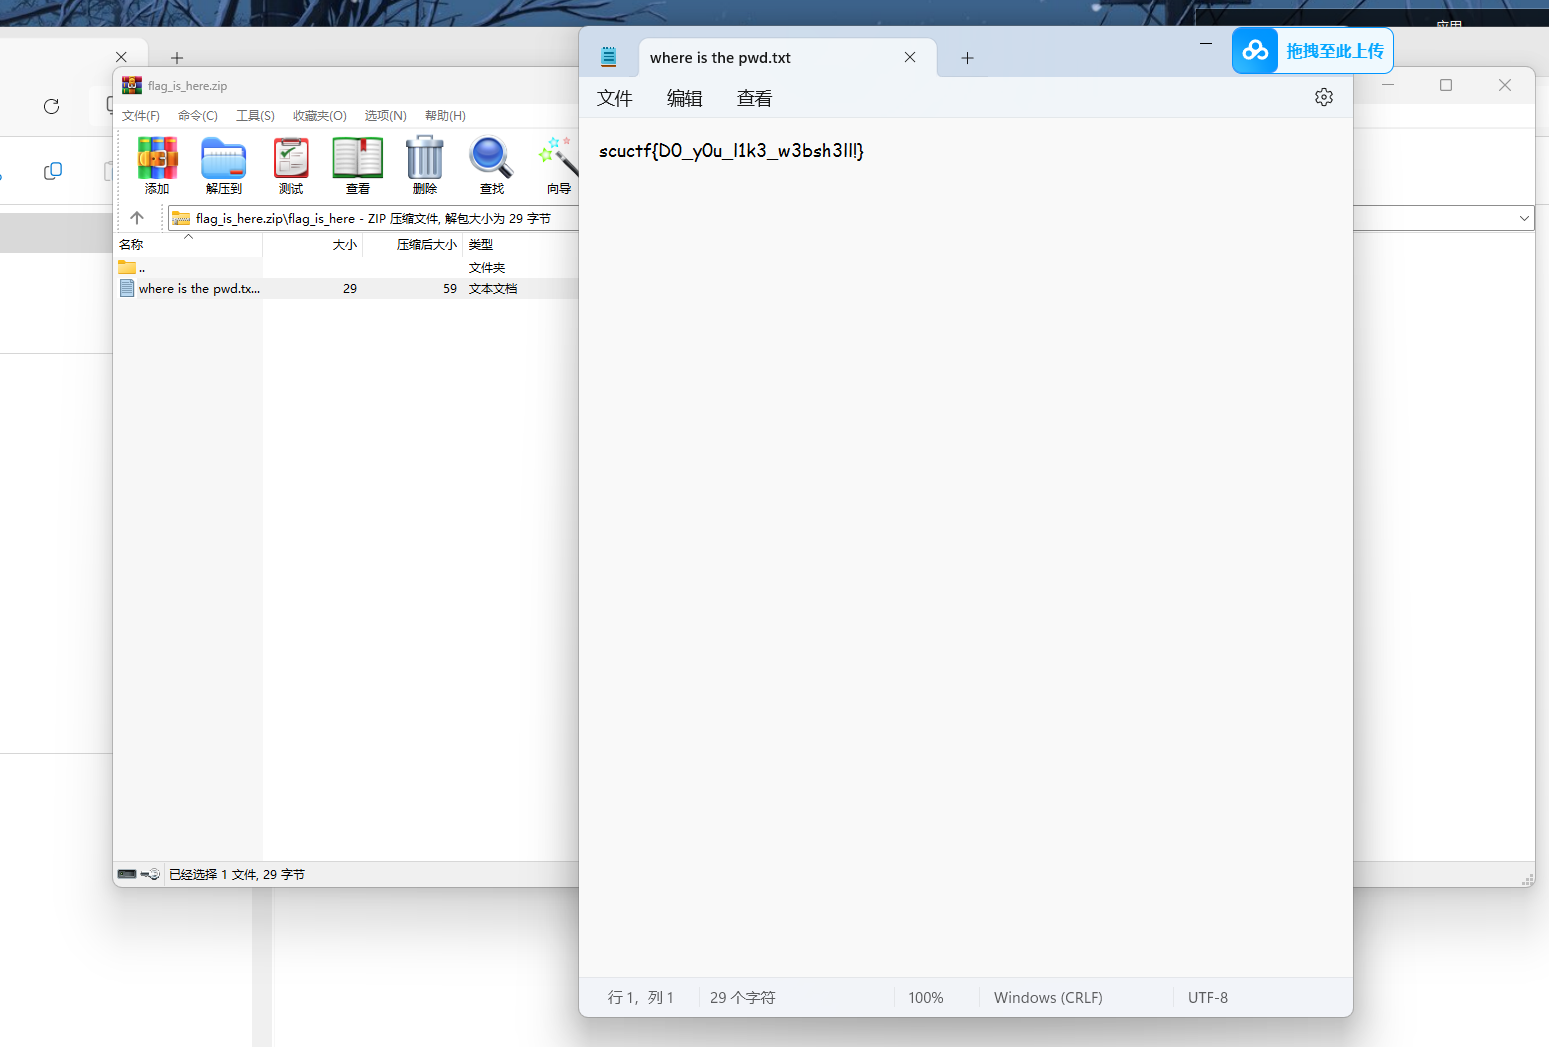 应用
flag_is_here.zip
文件(F) 命令(C) 工具(S) 收藏夹(O) 选项(N) 帮助(H)
添加 解压到 测试 查看 删除 查找 向导
flag_is_here.zip\flag_is_here - ZIP 压缩文件, 解包大小为 29 字节
名称 大小 压缩后大小 类型
.. 文件夹
where is the pwd.tx... 29 59 文本文档
已经选择 1 文件, 29 字节
where is the pwd.txt
拖拽至此上传
文件 编辑 查看
scuctf{D0_y0u_l1k3_w3bsh3ll!}
行 1, 列 1 29 个字符 100% Windows (CRLF) UTF-8